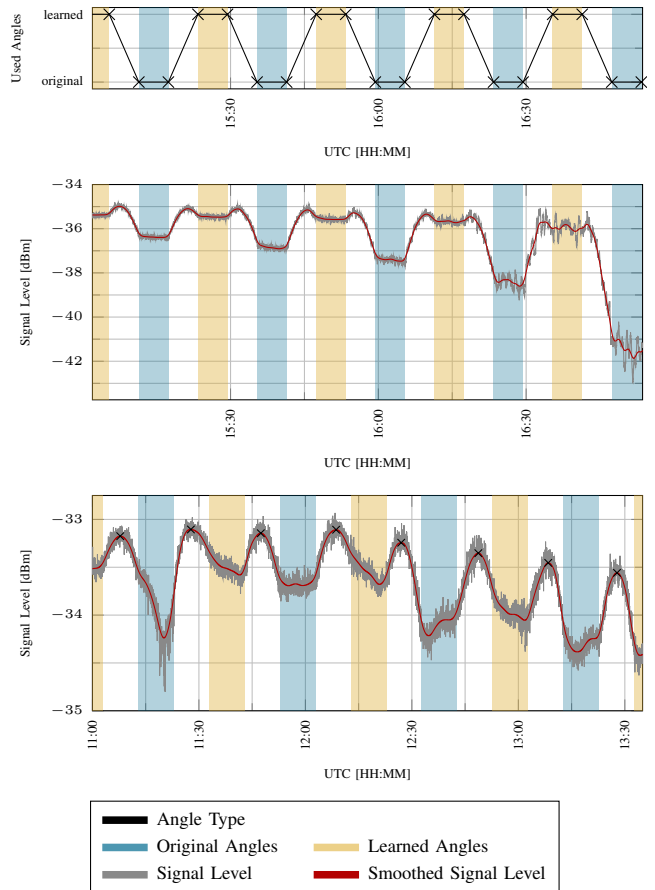 learned
original
Used Angles
15:30
16:00
16:30
UTC [HH:MM]
−34
−36
−38
−40
−42
Signal Level [dBm]
15:30
16:00
16:30
UTC [HH:MM]
−33
−34
−35
Signal Level [dBm]
11:00
11:30
12:00
12:30
13:00
13:30
UTC [HH:MM]
Angle Type
Original Angles
Learned Angles
Signal Level
Smoothed Signal Level